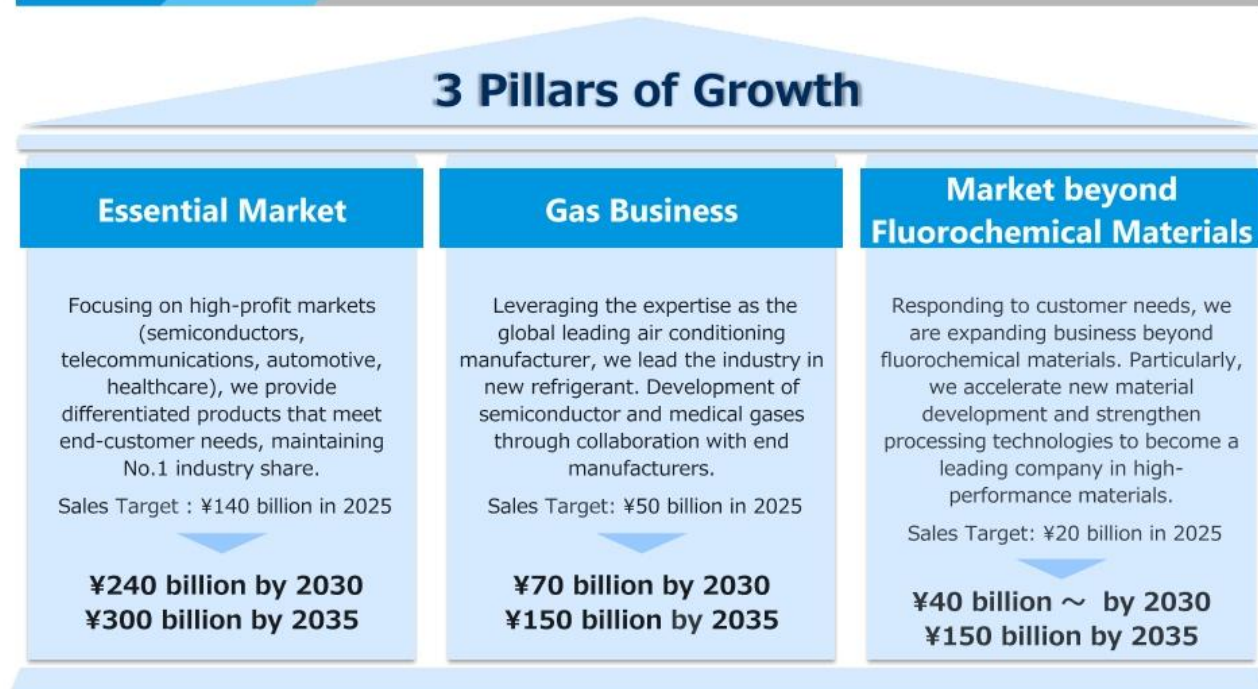 3 Pillars of Growth
Essential Market
Focusing on high-profit markets
(semiconductors,
telecommunications, automotive,
healthcare), we provide
differentiated products that meet
end-customer needs, maintaining
No.1 industry share.
Sales Target : ¥140 billion in 2025
¥240 billion by 2030
¥300 billion by 2035
Gas Business
Leveraging the expertise as the
global leading air conditioning
manufacturer, we lead the industry in
new refrigerant. Development of
semiconductor and medical gases
through collaboration with end
manufacturers.
Sales Target: ¥50 billion in 2025
¥70 billion by 2030
¥150 billion by 2035
Market beyond
Fluorochemical Materials
Responding to customer needs, we
are expanding business beyond
fluorochemical materials. Particularly,
we accelerate new material
development and strengthen
processing technologies to become a
leading company in high-
performance materials.
Sales Target: ¥20 billion in 2025
¥40 billion ～ by 2030
¥150 billion by 2035